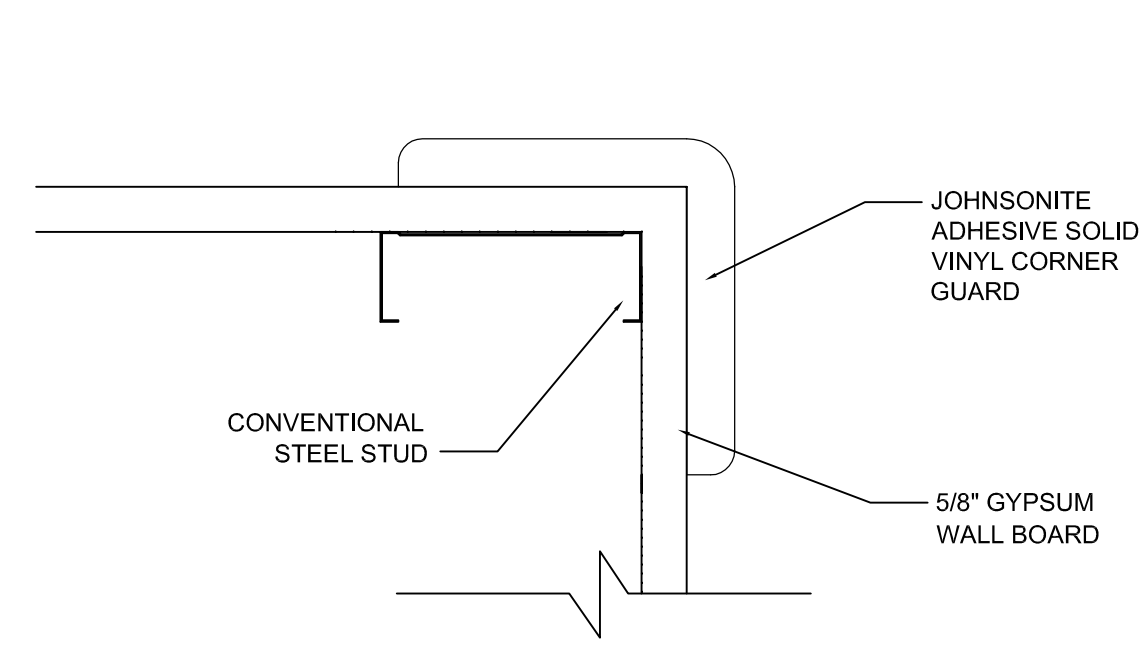 JOHNSONITE
ADHESIVE SOLID
VINYL CORNER
GUARD
CONVENTIONAL
STEEL STUD
5/8" GYPSUM
WALL BOARD